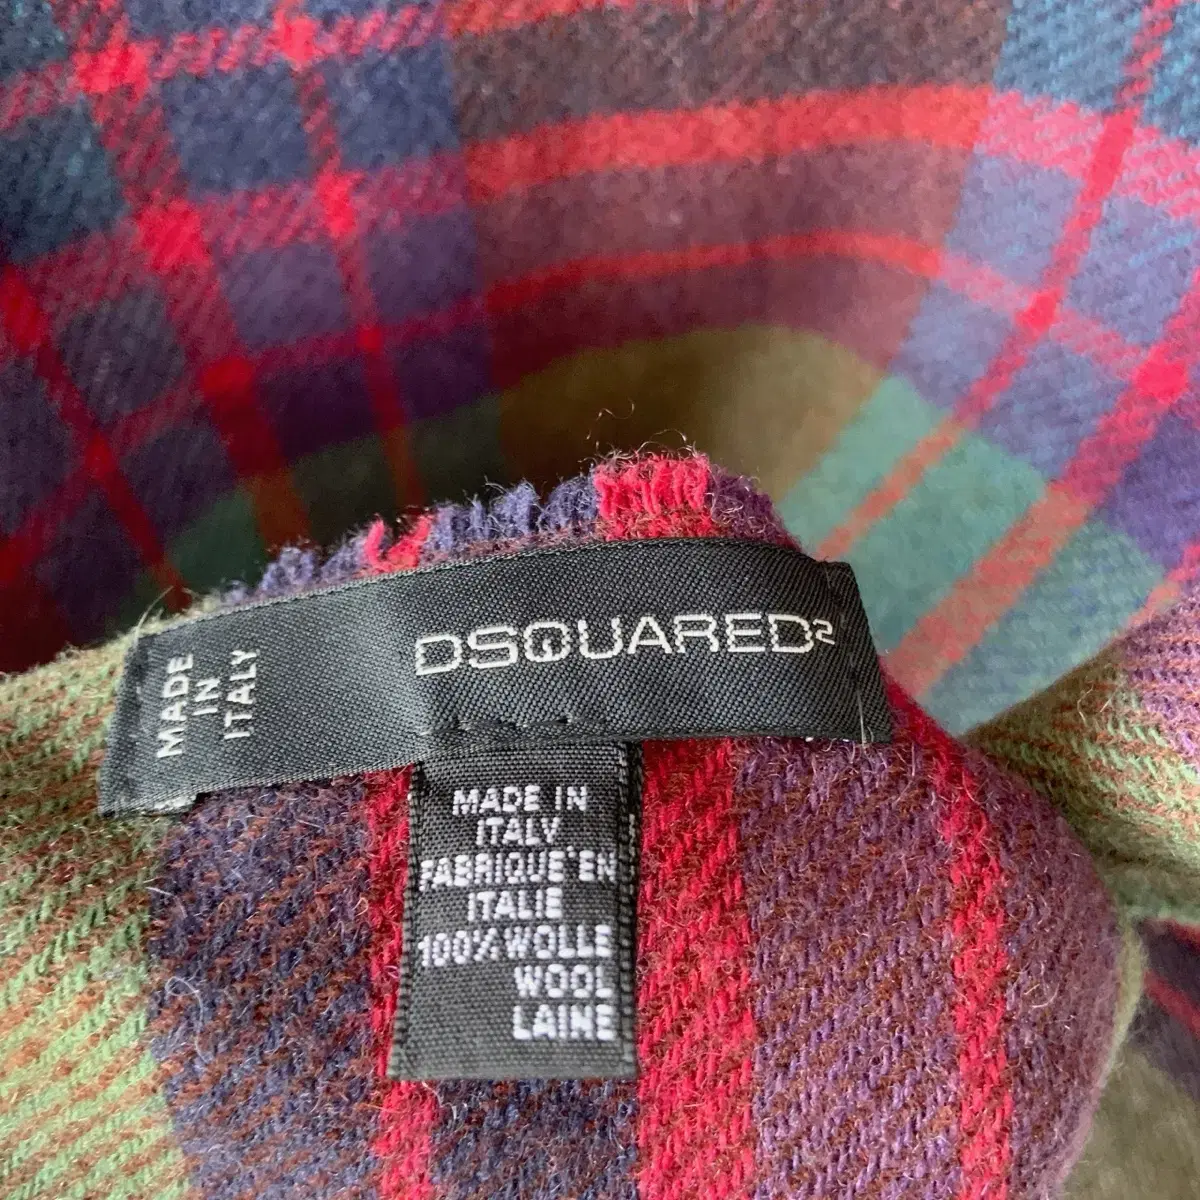 DSQUARED2
MADE
IN
ITALY
MADE IN
ITALY
FABRIQUE'EN
ITALIE
100% WOLLE
WOOL
LAINE